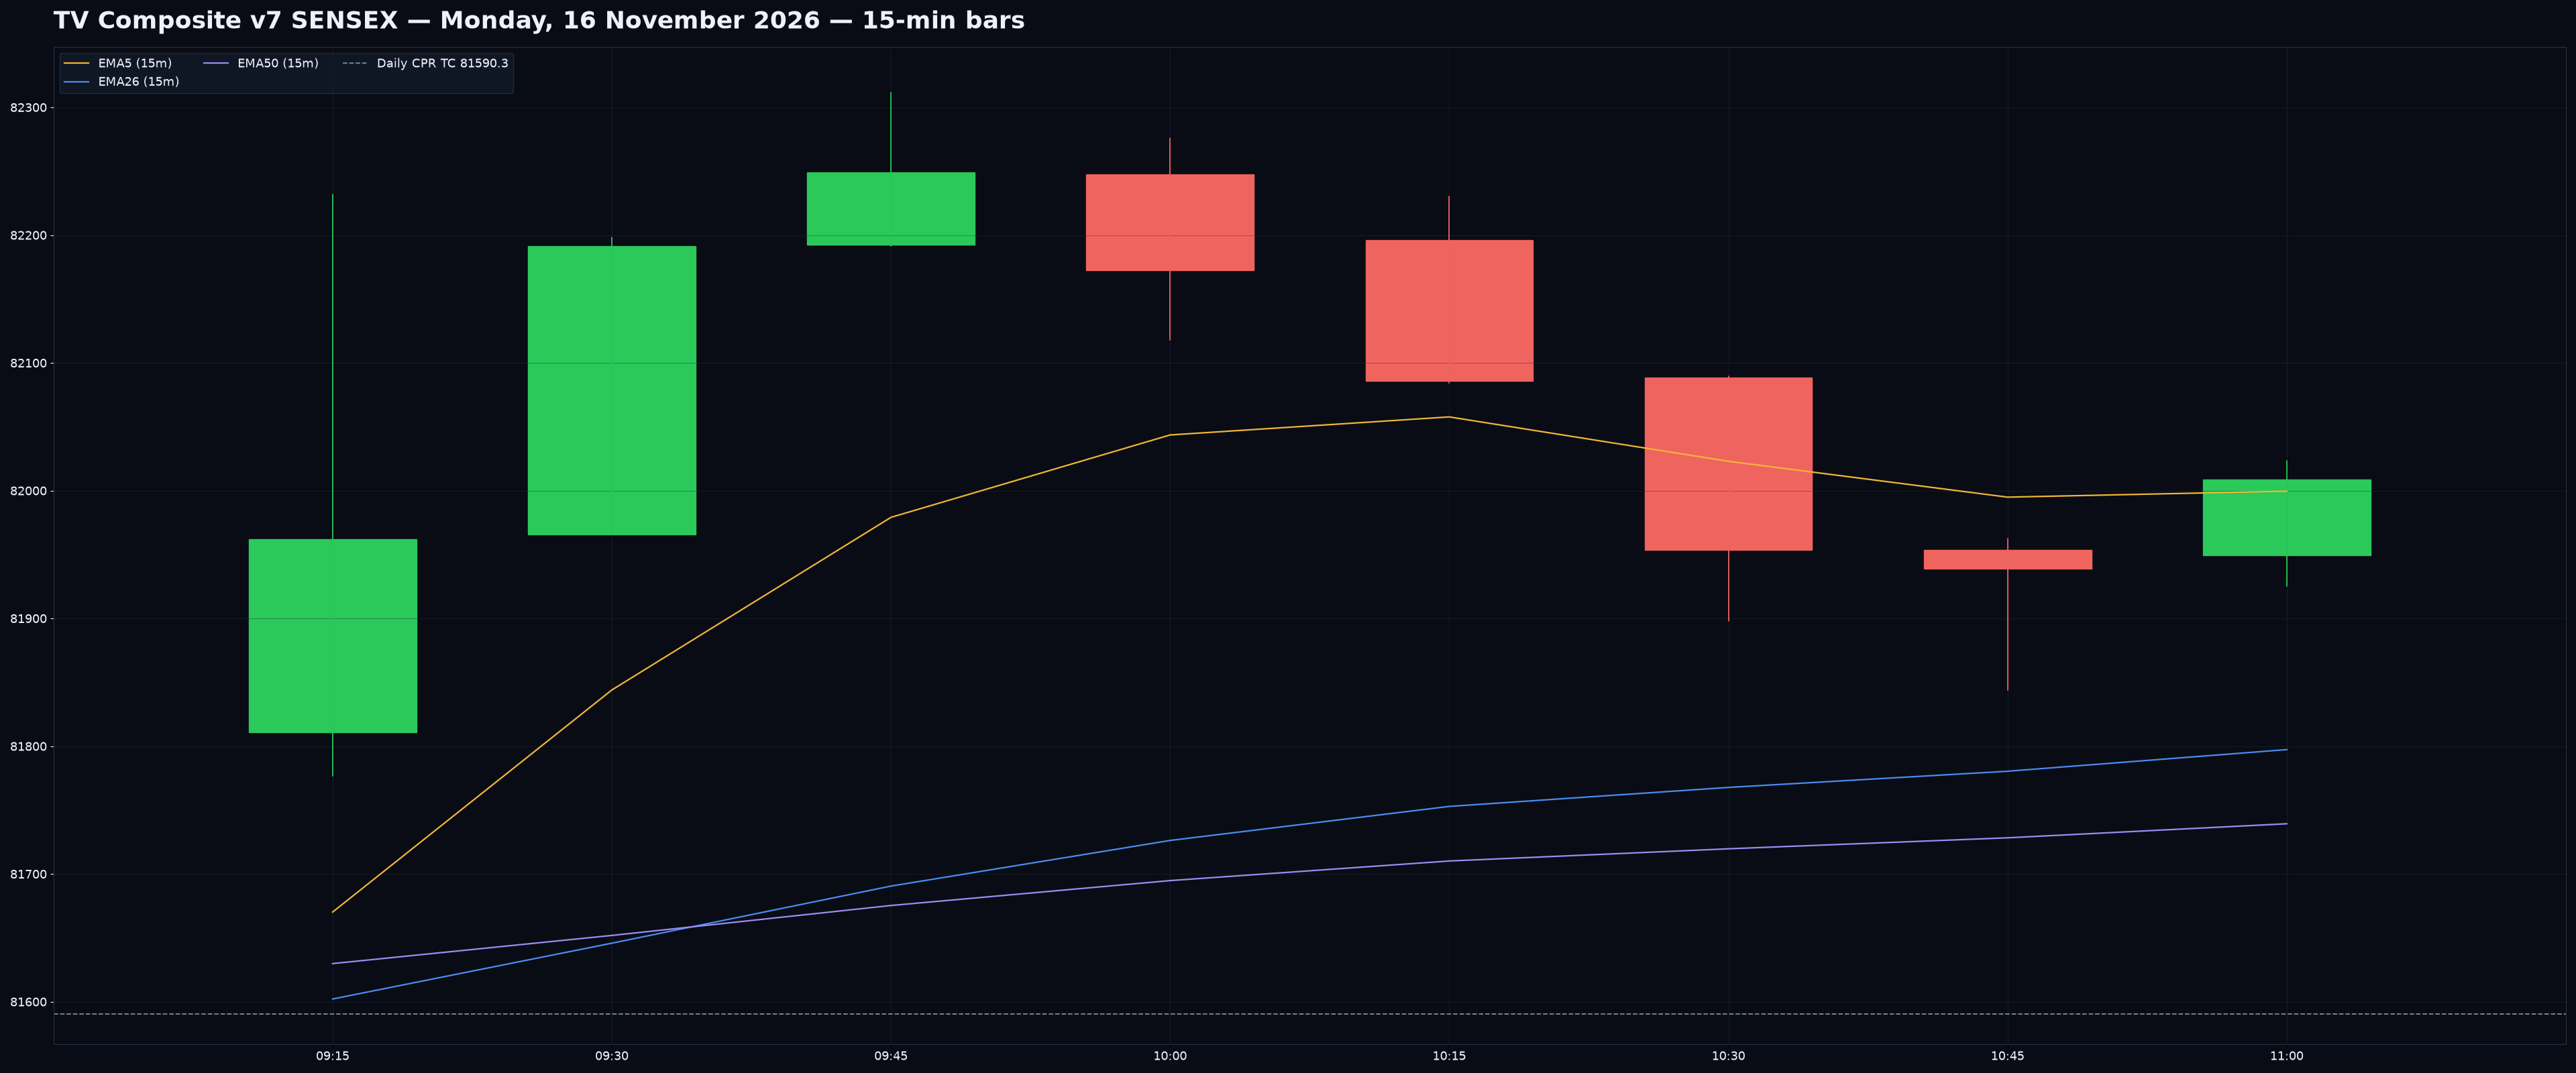 TV Composite v7 SENSEX — Monday, 16 November 2026 — 15-min bars
EMA5 (15m) EMA50 (15m) Daily CPR TC 81590.3
EMA26 (15m)
82300
82200
82100
82000
81900
81800
81700
81600
09:15 09:30 09:45 10:00 10:15 10:30 10:45 11:00